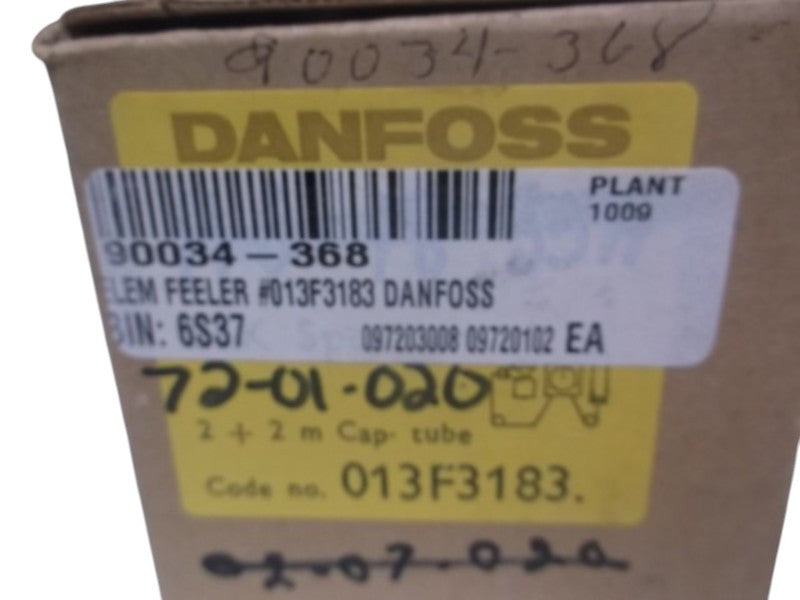 90034-368
DANFOSS
PLANT
1009
90034-368
ELEM FEELER #013F3183 DANFOSS
BIN: 6S37 097203008 09720102 EA
72-01-020
2 + 2 m Cap. tube
Code no. 013F3183.
02-07.020